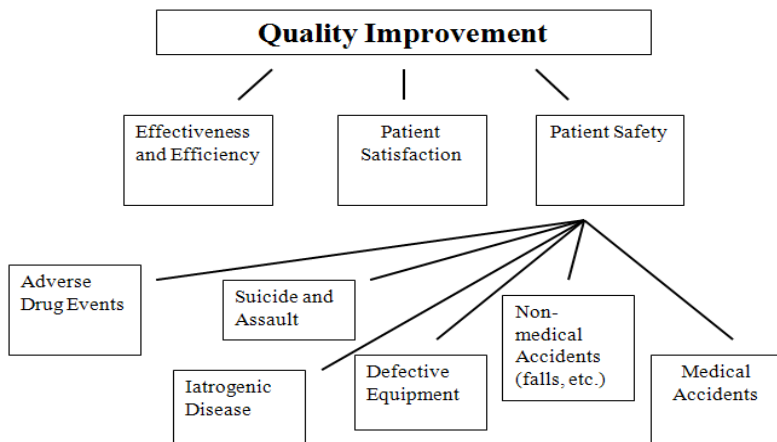 Quality Improvement
Effectiveness
and Efficiency
Patient
Satisfaction
Patient Safety
Adverse
Drug Events
Suicide and
Assault
Non-
medical
Accidents
(falls, etc.)
Iatrogenic
Disease
Defective
Equipment
Medical
Accidents